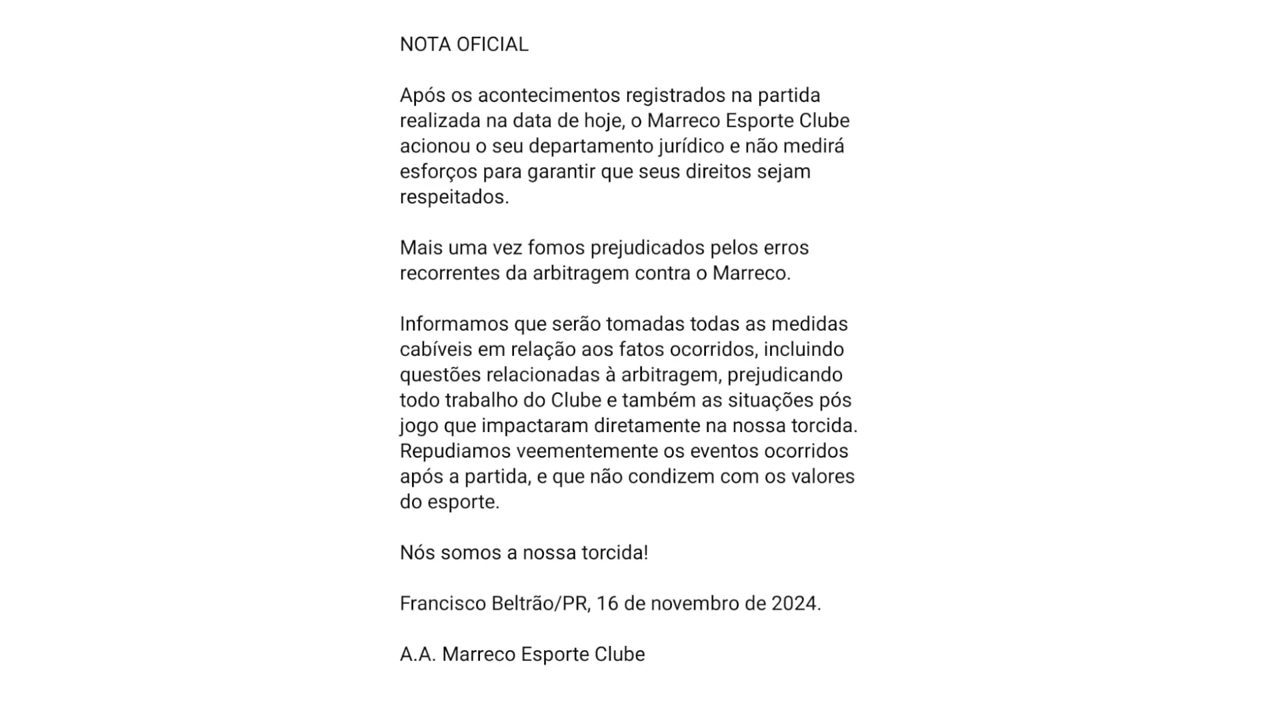 NOTA OFICIAL
Após os acontecimentos registrados na partida
realizada na data de hoje, o Marreco Esporte Clube
acionou o seu departamento jurídico e não medirá
esforços para garantir que seus direitos sejam
respeitados.
Mais uma vez fomos prejudicados pelos erros
recorrentes da arbitragem contra o Marreco.
Informamos que serão tomadas todas as medidas
cabíveis em relação aos fatos ocorridos, incluindo
questões relacionadas à arbitragem, prejudicando
todo trabalho do Clube e também as situações pós
jogo que impactaram diretamente na nossa torcida.
Repudiamos veementemente os eventos ocorridos
após a partida, e que não condizem com os valores
do esporte.
Nós somos a nossa torcida!
Francisco Beltrão/PR, 16 de novembro de 2024.
A.A. Marreco Esporte Clube